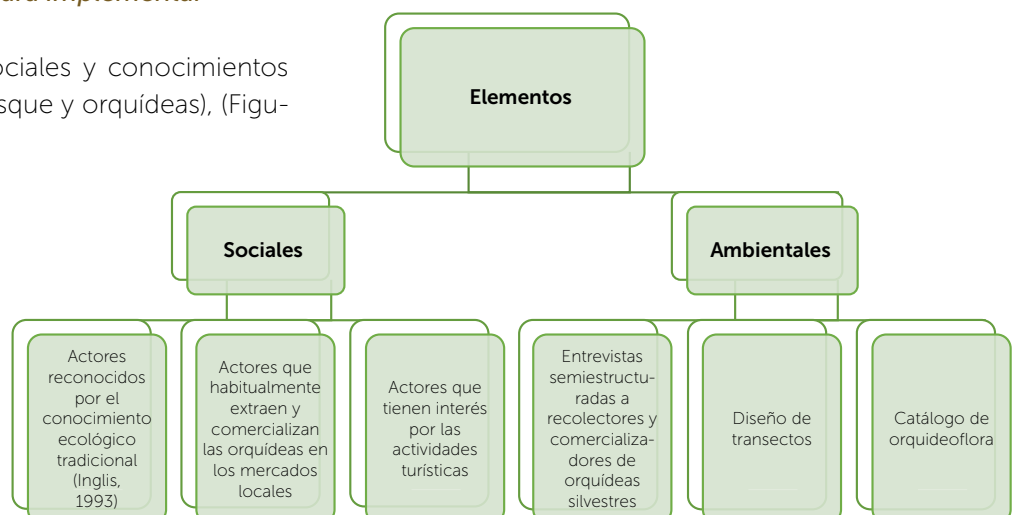 ara implementar
ociales y conocimientos
sque y orquídeas), (Figu-
Elementos
Sociales
Ambientales
Actores
reconocidos
por el
conocimiento
ecológico
tradicional
(Inglis,
1993)
Actores que
habitualmente
extraen y
comercializan
las orquídeas en
los mercados
locales
Actores que
tienen interés
por las
actividades
turísticas
Entrevistas
semiestructu-
radas a
recolectores y
comercializa-
dores de
orquídeas
silvestres
Diseño de
transectos
Catálogo de
orquideoflora